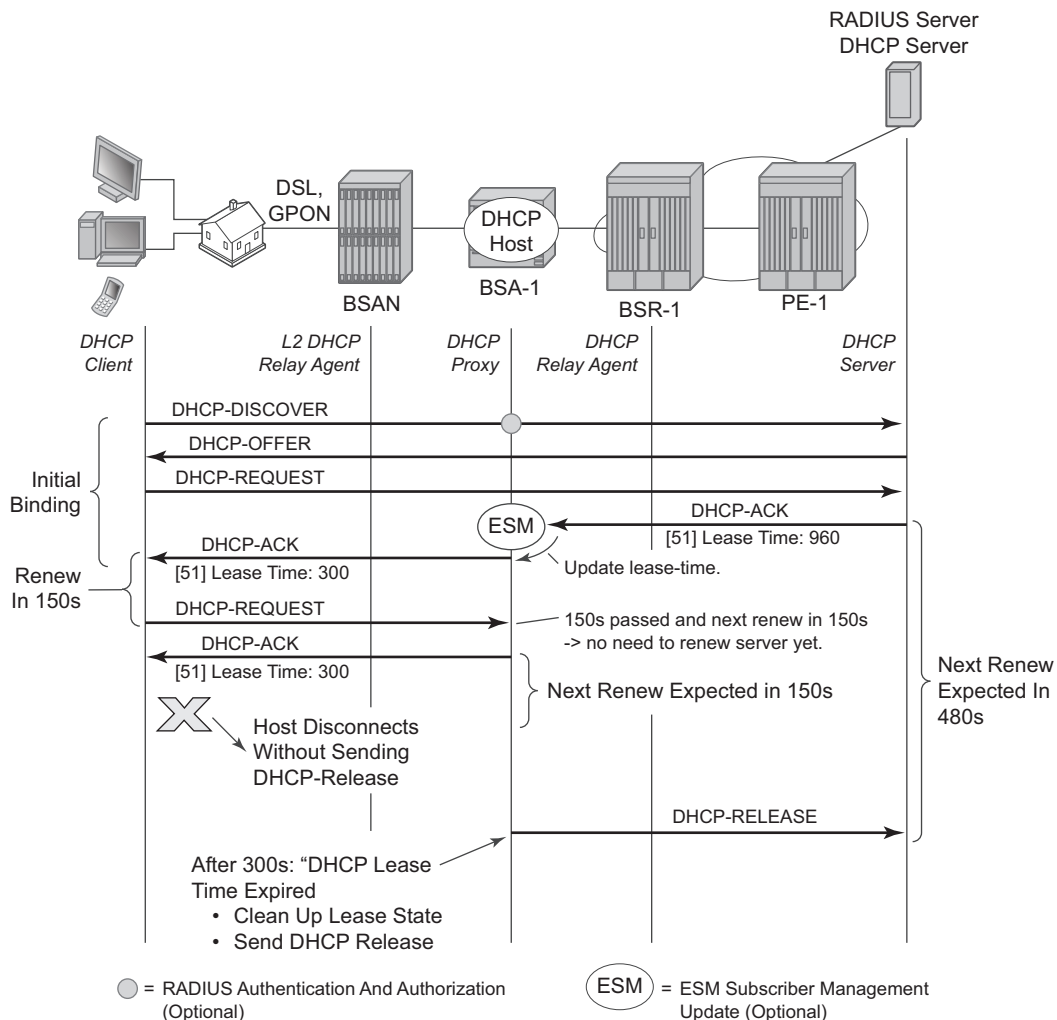 RADIUS Server
DHCP Server
DSL,
GPON
DHCP
Host
BSAN
BSA-1
BSR-1
PE-1
DHCP
Client
L2 DHCP
Relay Agent
DHCP
Proxy
DHCP
Relay Agent
DHCP
Server
DHCP-DISCOVER
DHCP-OFFER
Initial
Binding
DHCP-REQUEST
ESM
DHCP-ACK
[51] Lease Time: 960
DHCP-ACK
[51] Lease Time: 300
Update lease-time.
Renew
In 150s
DHCP-REQUEST
150s passed and next renew in 150s
-> no need to renew server yet.
DHCP-ACK
[51] Lease Time: 300
Next Renew Expected in 150s
Next Renew
Expected In
480s
Host Disconnects
Without Sending
DHCP-Release
DHCP-RELEASE
After 300s: “DHCP Lease
Time Expired
• Clean Up Lease State
• Send DHCP Release
= RADIUS Authentication And Authorization
(Optional)
ESM = ESM Subscriber Management
Update (Optional)